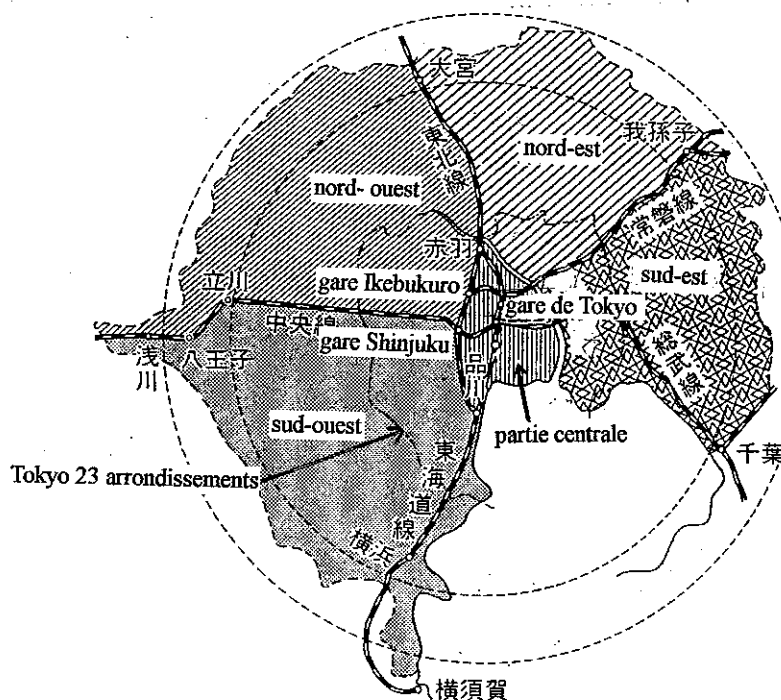 大宮
東北線
nord-est
我孫子
nord- ouest
常磐線
赤羽
sud-est
立川
gare Ikebukuro
gare de Tokyo
中央線
gare Shinjuku
浅川
八王子
品川
総武線
sud-ouest
partie centrale
Tokyo 23 arrondissements
千葉
東海道線
横浜
横須賀